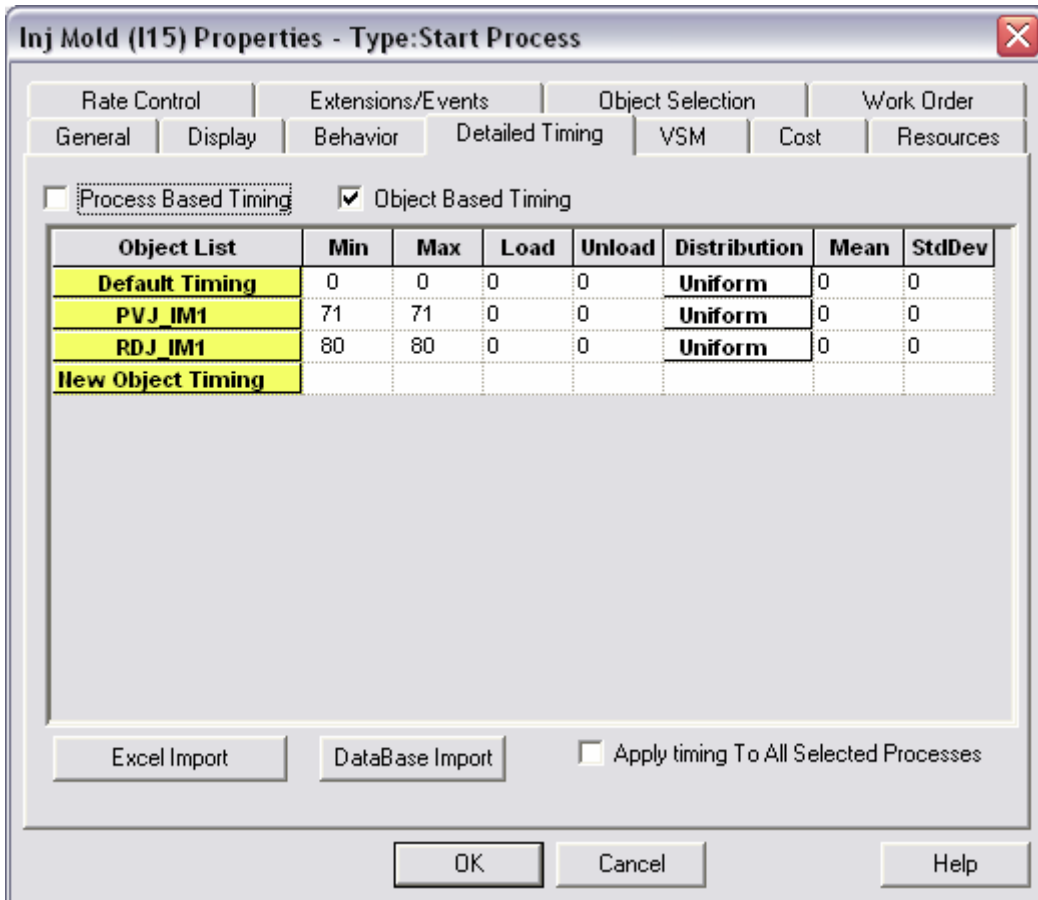 Inj Mold (I15) Properties - Type:Start Process
Rate Control Extensions/Events Object Selection Work Order
General Display Behavior Detailed Timing VSM Cost Resources
Process Based Timing Object Based Timing
Object List Min Max Load Unload Distribution Mean StdDev
Default Timing 0 0 0 0 Uniform 0 0
PVJ_IM1 71 71 0 0 Uniform 0 0
RDJ_IM1 80 80 0 0 Uniform 0 0
New Object Timing
Excel Import DataBase Import Apply timing To All Selected Processes
OK Cancel Help